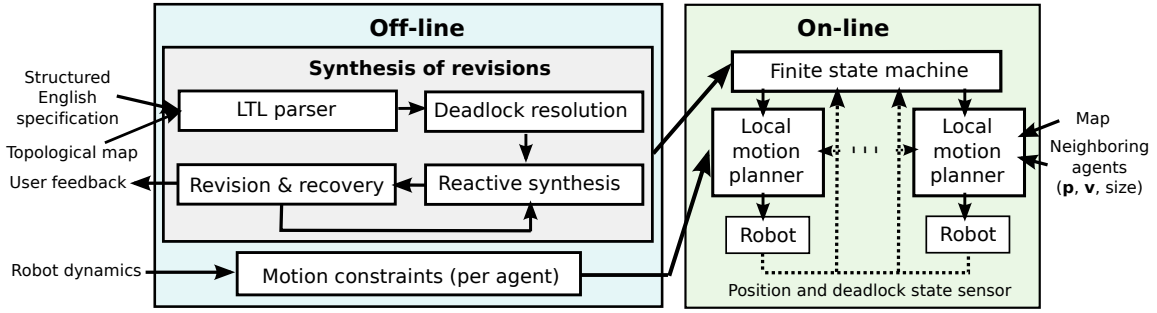 Off-line
Synthesis of revisions
Structured
English
specification
Topological map
LTL parser
Deadlock resolution
User feedback
Revision & recovery
Reactive synthesis
Robot dynamics
Motion constraints (per agent)
On-line
Finite state machine
Local
motion
planner
Local
motion
planner
Map
Neighboring
agents
(p, v, size)
Robot
Robot
Position and deadlock state sensor